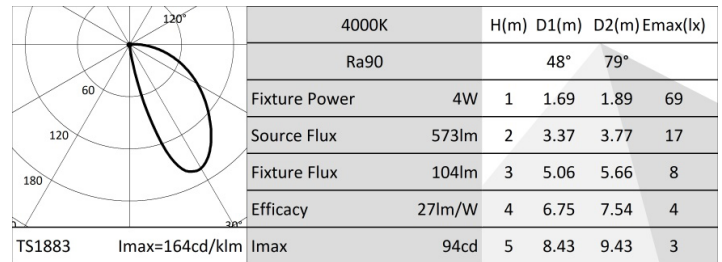 120°
60
120
180
30°
TS1883 Imax=164cd/klm
4000K H(m) D1(m) D2(m) Emax(lx)
Ra90 48° 79°
Fixture Power 4W 1 1.69 1.89 69
Source Flux 573lm 2 3.37 3.77 17
Fixture Flux 104lm 3 5.06 5.66 8
Efficacy 27lm/W 4 6.75 7.54 4
Imax 94cd 5 8.43 9.43 3